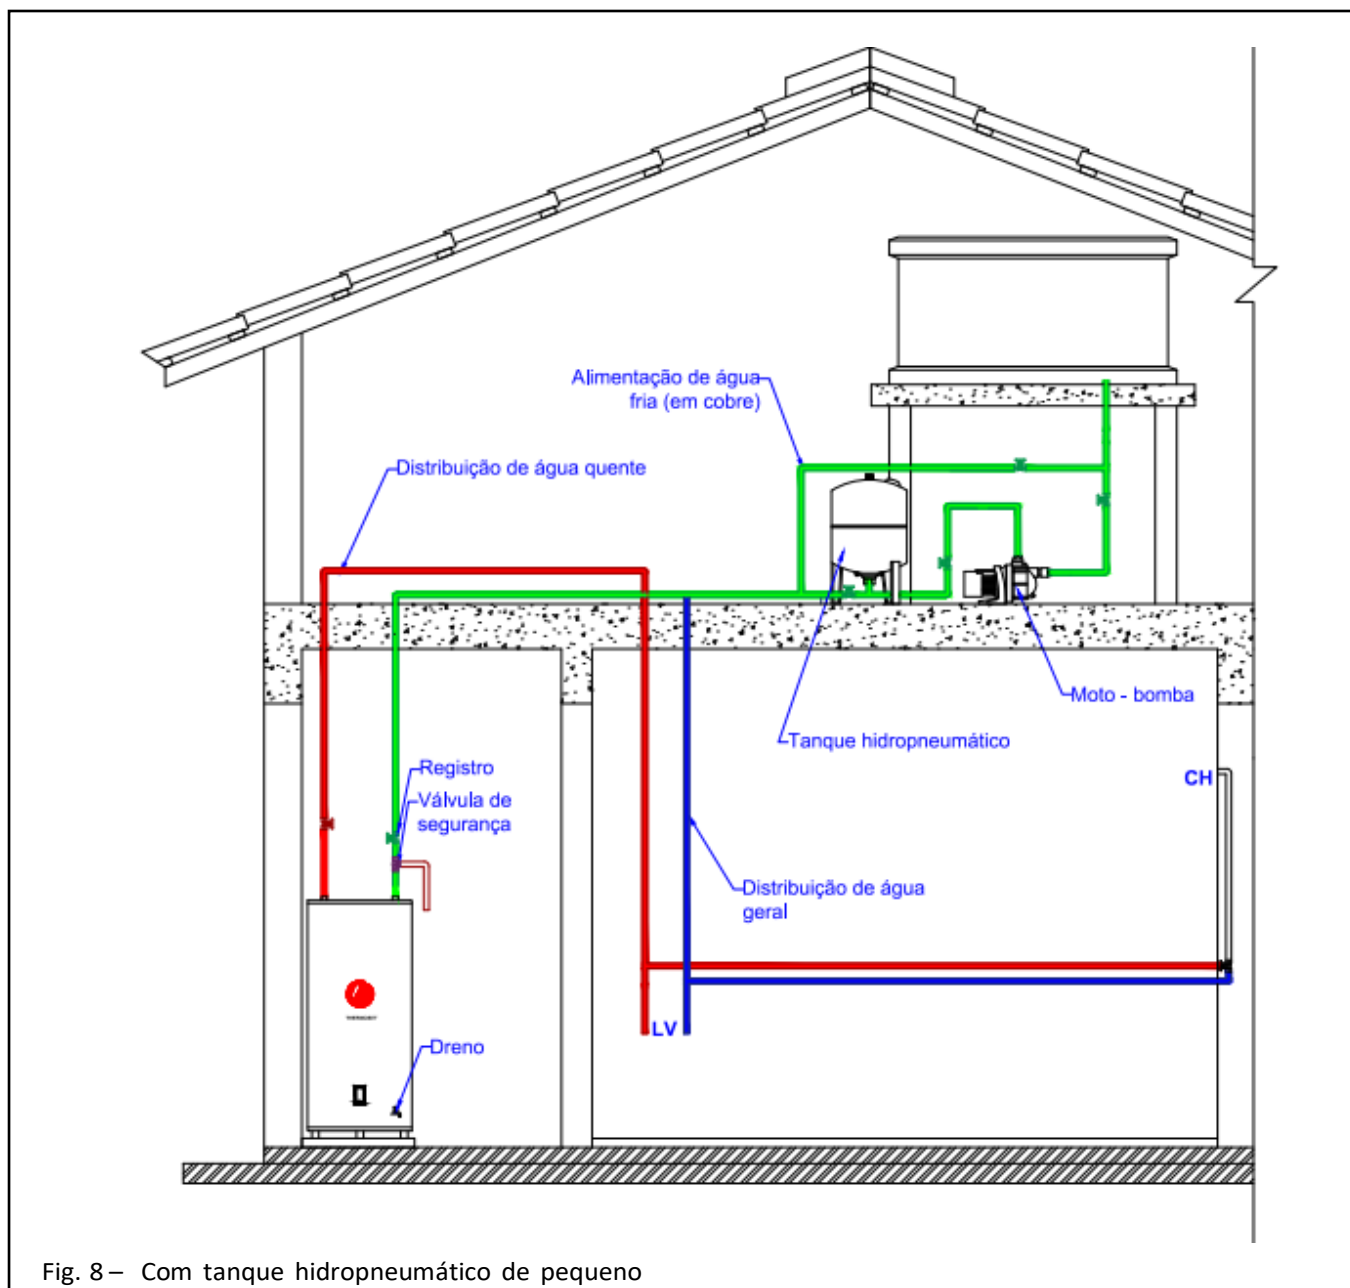 Alimentação de água
fria (em cobre)
Distribuição de água quente
Moto - bomba
Tanque hidropneumático
Registro
CH
Válvula de
segurança
Distribuição de água
geral
LV
Dreno
Fig. 8 – Com tanque hidropneumático de pequeno